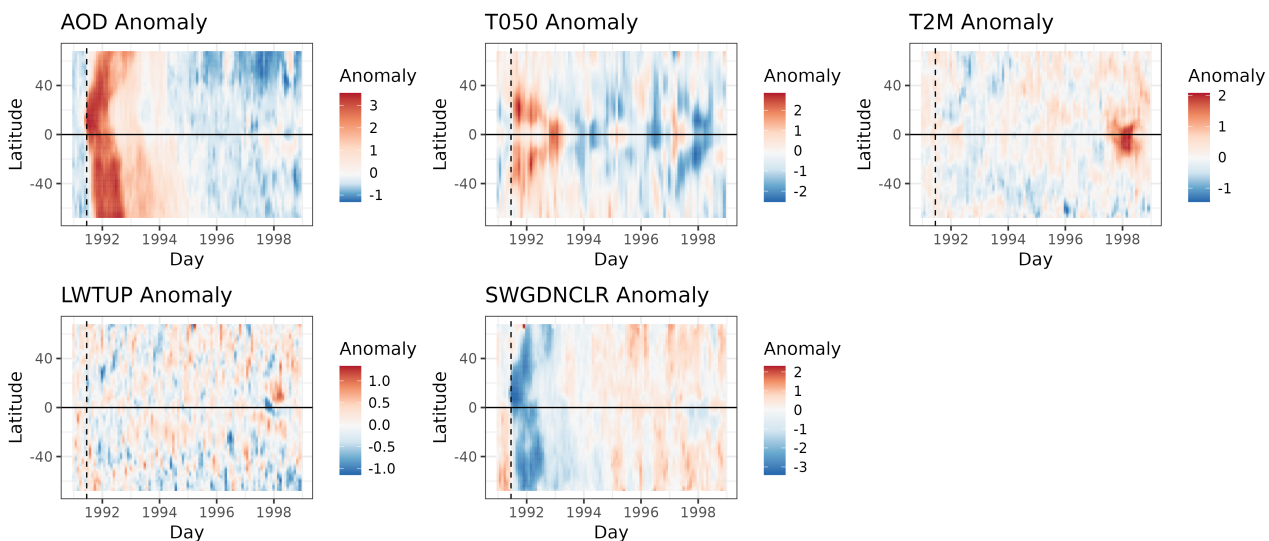 AOD Anomaly
Latitude
40
0
-40
1992 1994 1996 1998
Day
Anomaly
3
2
1
0
-1
T050 Anomaly
Latitude
40
0
-40
1992 1994 1996 1998
Day
Anomaly
2
1
0
-1
-2
T2M Anomaly
Latitude
40
0
-40
1992 1994 1996 1998
Day
Anomaly
2
1
0
-1
LWTUP Anomaly
Latitude
40
0
-40
1992 1994 1996 1998
Day
Anomaly
1.0
0.5
0.0
-0.5
-1.0
SWGDNCLR Anomaly
Latitude
40
0
-40
1992 1994 1996 1998
Day
Anomaly
2
1
0
-1
-2
-3